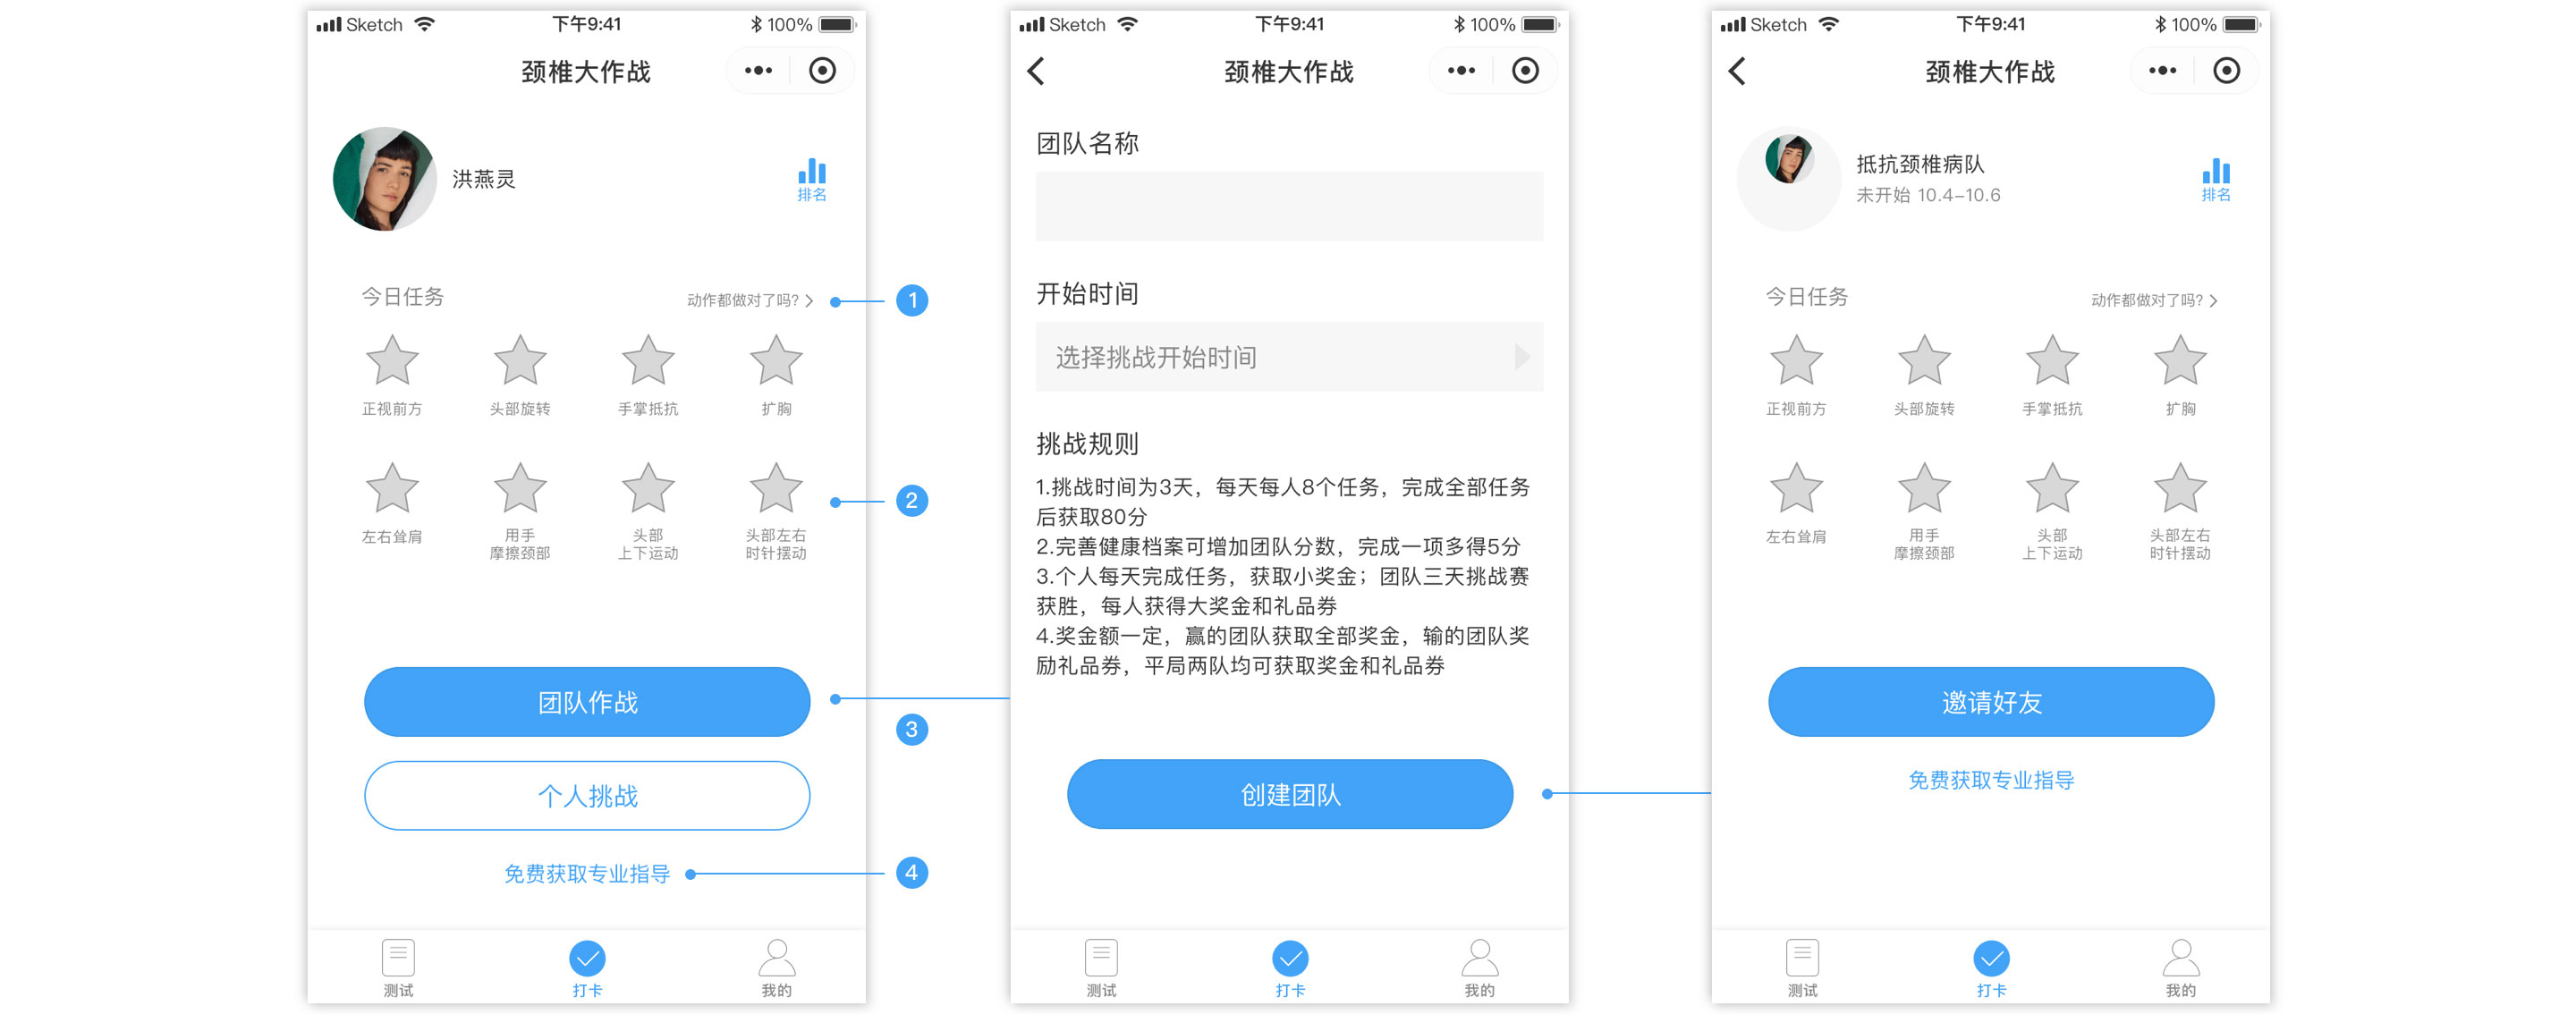 Sketch 下午9:41 100%
颈椎大作战
洪燕灵
排名
今日任务 动作都做对了吗?
1
正视前方 头部旋转 手掌抵抗 扩胸
左右耸肩 用手 头部 头部左右
摩擦颈部 上下运动 时针摆动
2
团队作战
3
个人挑战
免费获取专业指导
4
测试 打卡 我的
Sketch 下午9:41 100%
颈椎大作战
团队名称
开始时间
选择挑战开始时间
挑战规则
1.挑战时间为3天，每天每人8个任务，完成全部任务
后获取80分
2.完善健康档案可增加团队分数，完成一项多得5分
3.个人每天完成任务，获取小奖金；团队三天挑战赛
获胜，每人获得大奖金和礼品券
4.奖金额一定，赢的团队获取全部奖金，输的团队奖
励礼品券，平局两队均可获取奖金和礼品券
创建团队
测试 打卡 我的
Sketch 下午9:41 100%
颈椎大作战
抵抗颈椎病队
未开始 10.4-10.6
排名
今日任务 动作都做对了吗?
正视前方 头部旋转 手掌抵抗 扩胸
左右耸肩 用手 头部 头部左右
摩擦颈部 上下运动 时针摆动
邀请好友
免费获取专业指导
测试 打卡 我的